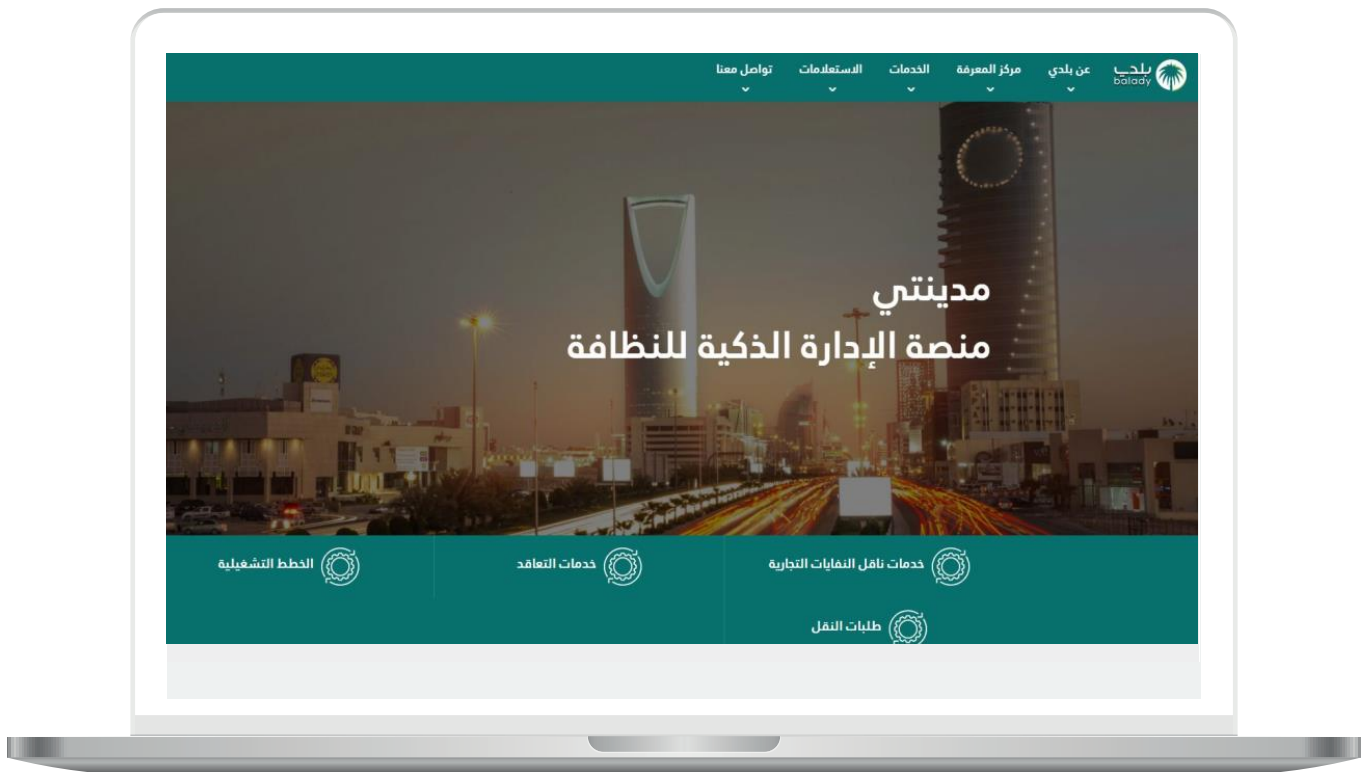 بلدي
balady
عن بلدي
مركز المعرفة
الخدمات
الاستعلامات
تواصل معنا
مدينتي
منصة الإدارة الذكية للنظافة
خدمات ناقل النفايات التجارية
خدمات التعاقد
الخطط التشغيلية
طلبات النقل